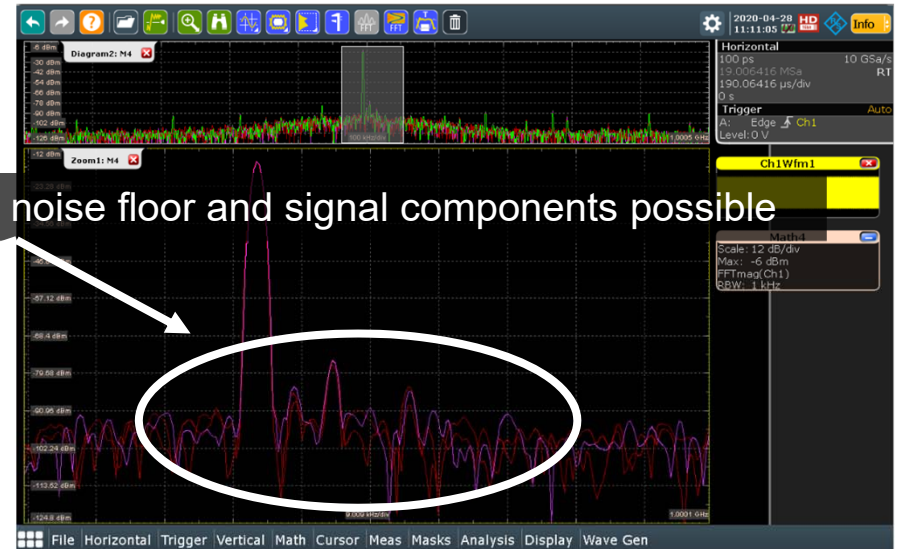 2020-04-28
11:11:05
HD
Info
-6 dBm
Diagram2: M4
-30 dBm
-42 dBm
-54 dBm
-66 dBm
-78 dBm
-90 dBm
-102 dBm
-126 dBm
100 kHz/div
1.0005 GHz
Horizontal
100 ps 10 GSa/s
19.006416 MSa RT
190.06416 µs/div
0 s
Trigger Auto
A: Edge Ch1
Level: 0 V
-12 dBm
Zoom1: M4
Ch1Wfm1
noise floor and signal components possible
Math4
Scale: 12 dB/div
Max: -6 dBm
FFTmag(Ch1)
RBW: 1 kHz
-57.12 dBm
-68.4 dBm
-79.68 dBm
-90.96 dBm
-102.24 dBm
-113.52 dBm
-124.8 dBm
9.009 kHz/div
1.0001 GHz
File Horizontal Trigger Vertical Math Cursor Meas Masks Analysis Display Wave Gen